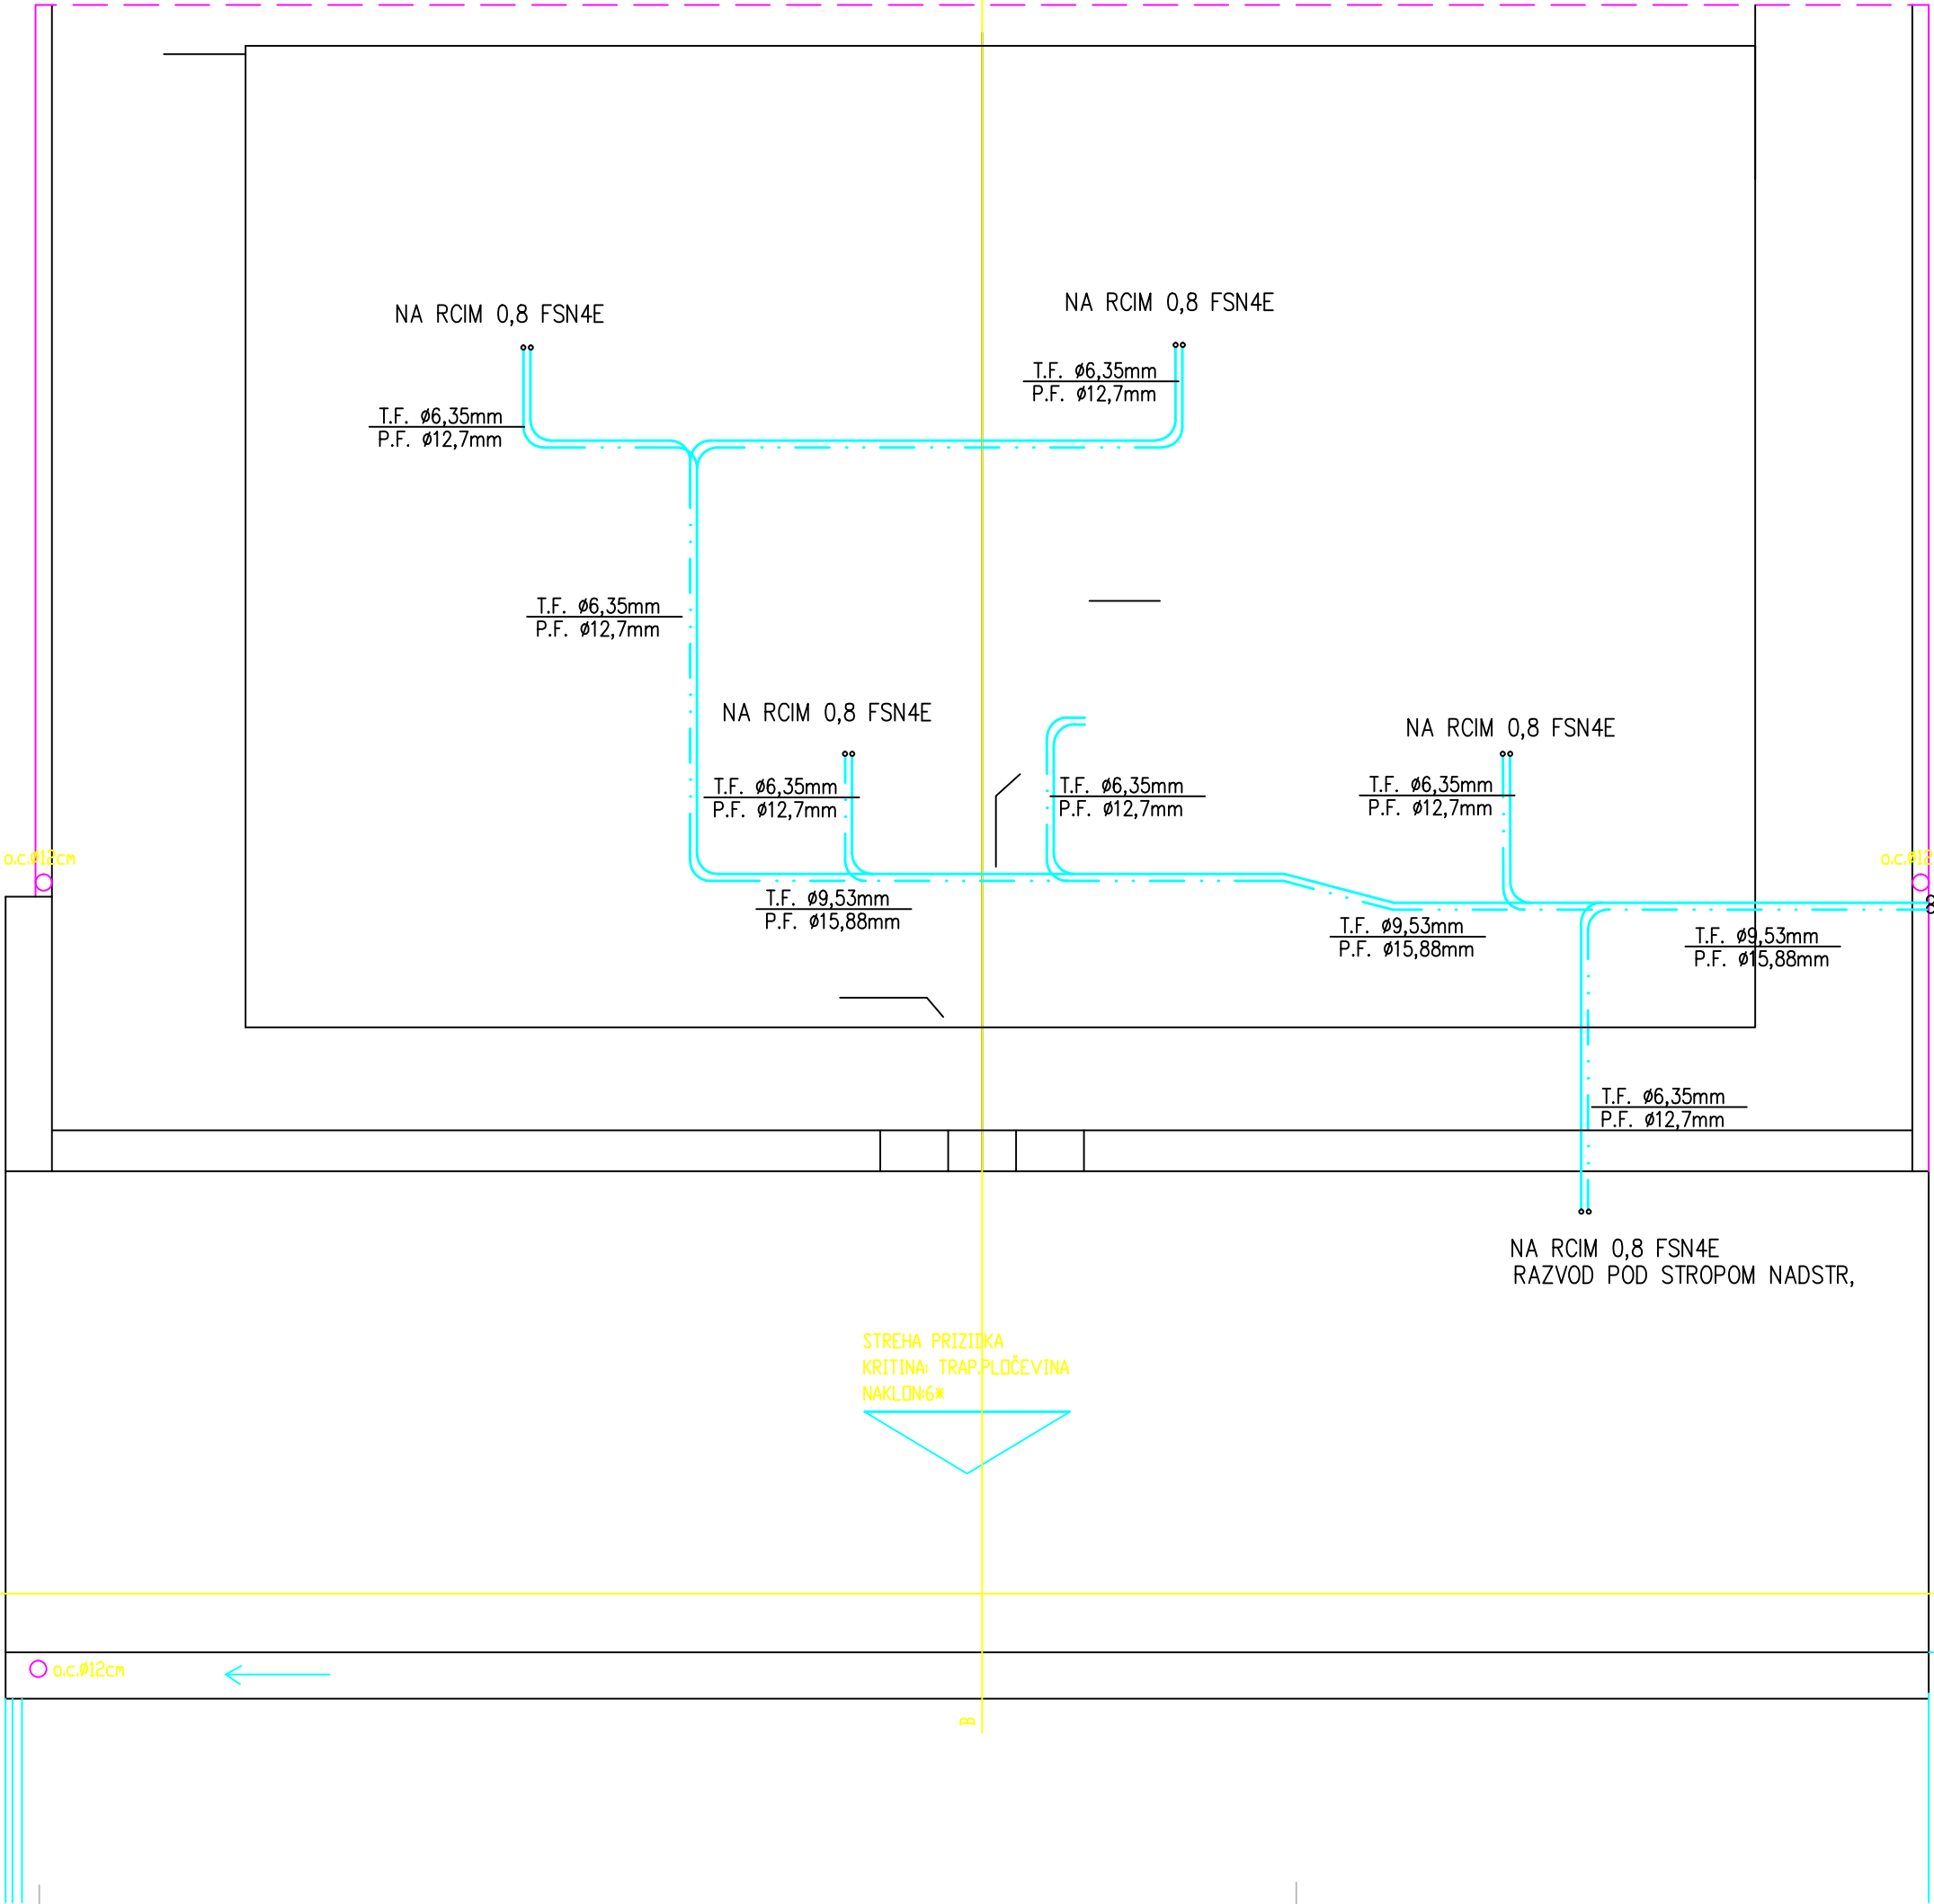 NA RCIM 0,8 FSN4E
NA RCIM 0,8 FSN4E
T.F. Ø6,35mm
P.F. Ø12,7mm
T.F. Ø6,35mm
P.F. Ø12,7mm
T.F. Ø6,35mm
P.F. Ø12,7mm
NA RCIM 0,8 FSN4E
NA RCIM 0,8 FSN4E
T.F. Ø6,35mm
P.F. Ø12,7mm
T.F. Ø6,35mm
P.F. Ø12,7mm
T.F. Ø6,35mm
P.F. Ø12,7mm
o.c.Ø12cm
o.c.Ø12
T.F. Ø9,53mm
P.F. Ø15,88mm
T.F. Ø9,53mm
P.F. Ø15,88mm
T.F. Ø9,53mm
P.F. Ø15,88mm
T.F. Ø6,35mm
P.F. Ø12,7mm
NA RCIM 0,8 FSN4E
RAZVOD POD STROPOM NADSTR,
STREHA PRIZIDKA
KRITINA: TRAP.PLOČEVINA
NAKLON:6*
o.c.Ø12cm
B